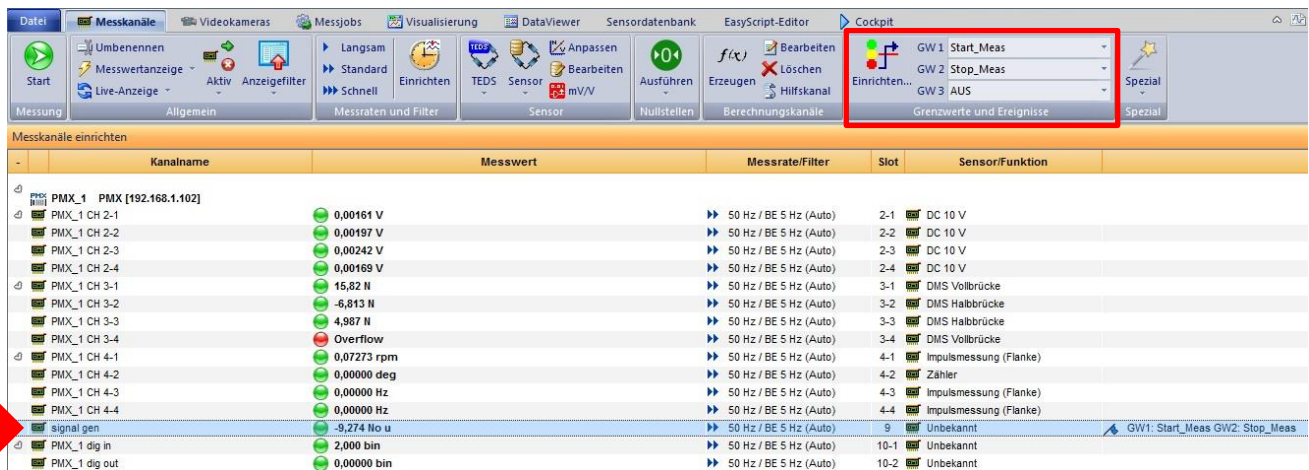 Datei Messkanäle Videokameras Messjobs Visualisierung DataViewer Sensordatenbank EasyScript-Editor Cockpit
Start
Messung
Umbenennen
Messwertanzeige
Live-Anzeige
Aktiv Anzeigefilter
Allgemein
Langsam
Standard
Schnell
Einrichten
Messraten und Filter
TEDS
TEDS Sensor
Anpassen
Bearbeiten
mV/V
Sensor
Ausführen
Nullstellen
f(x)
Erzeugen
Bearbeiten
Löschen
Hilfskanal
Berechnungskanäle
Einrichten...
GW 1 Start_Meas
GW 2 Stop_Meas
GW 3 AUS
Grenzwerte und Ereignisse
Spezial
Spezial
Messkanäle einrichten
- Kanalname Messwert Messrate/Filter Slot Sensor/Funktion
PMX PMX_1 PMX [192.168.1.102]
PMX_1 CH 2-1 0,00161 V 50 Hz / BE 5 Hz (Auto) 2-1 DC 10 V
PMX_1 CH 2-2 0,00197 V 50 Hz / BE 5 Hz (Auto) 2-2 DC 10 V
PMX_1 CH 2-3 0,00242 V 50 Hz / BE 5 Hz (Auto) 2-3 DC 10 V
PMX_1 CH 2-4 0,00169 V 50 Hz / BE 5 Hz (Auto) 2-4 DC 10 V
PMX_1 CH 3-1 15,82 N 50 Hz / BE 5 Hz (Auto) 3-1 DMS Vollbrücke
PMX_1 CH 3-2 -6,813 N 50 Hz / BE 5 Hz (Auto) 3-2 DMS Halbbrücke
PMX_1 CH 3-3 4,987 N 50 Hz / BE 5 Hz (Auto) 3-3 DMS Halbbrücke
PMX_1 CH 3-4 Overflow 50 Hz / BE 5 Hz (Auto) 3-4 DMS Vollbrücke
PMX_1 CH 4-1 0,07273 rpm 50 Hz / BE 5 Hz (Auto) 4-1 Impulsmessung (Flanke)
PMX_1 CH 4-2 0,00000 deg 50 Hz / BE 5 Hz (Auto) 4-2 Zähler
PMX_1 CH 4-3 0,00000 Hz 50 Hz / BE 5 Hz (Auto) 4-3 Impulsmessung (Flanke)
PMX_1 CH 4-4 0,00000 Hz 50 Hz / BE 5 Hz (Auto) 4-4 Impulsmessung (Flanke)
signal gen -9,274 No u 50 Hz / BE 5 Hz (Auto) 9 Unbekannt GW1: Start_Meas GW2: Stop_Meas
PMX_1 dig in 2,000 bin 50 Hz / BE 5 Hz (Auto) 10-1 Unbekannt
PMX_1 dig out 0,00000 bin 50 Hz / BE 5 Hz (Auto) 10-2 Unbekannt